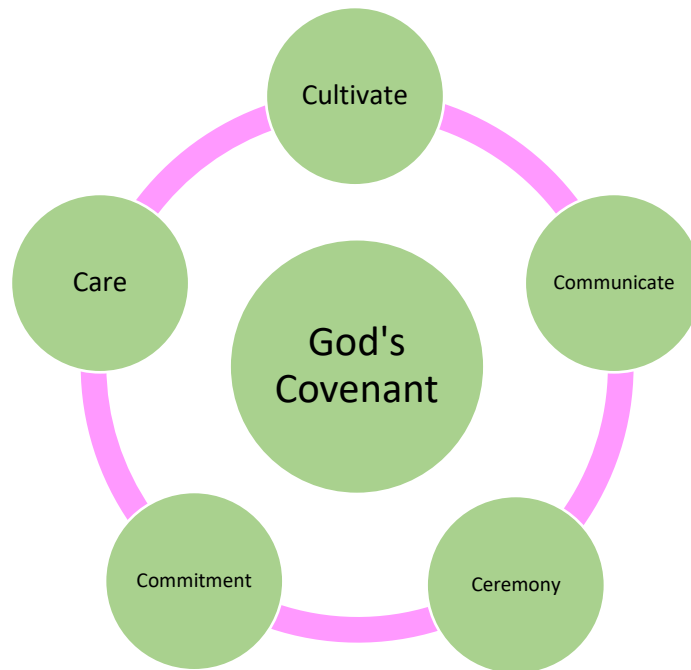 Cultivate
Care
Communicate
God's
Covenant
Commitment
Ceremony